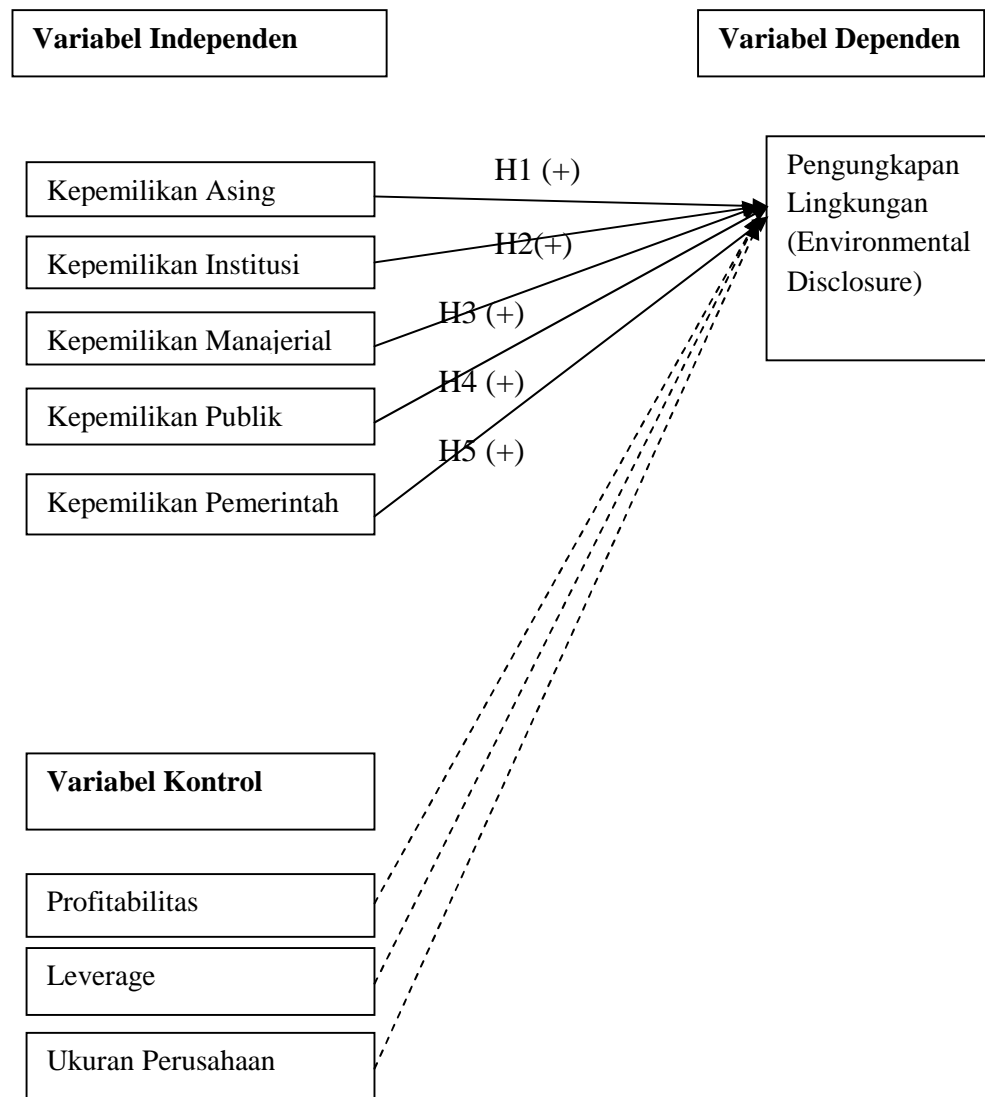 Variabel Independen
Variabel Dependen
Kepemilikan Asing
H1 (+)
Pengungkapan
Lingkungan
(Environmental
Disclosure)
Kepemilikan Institusi
H2(+)
Kepemilikan Manajerial
H3 (+)
Kepemilikan Publik
H4 (+)
Kepemilikan Pemerintah
H5 (+)
Variabel Kontrol
Profitabilitas
Leverage
Ukuran Perusahaan